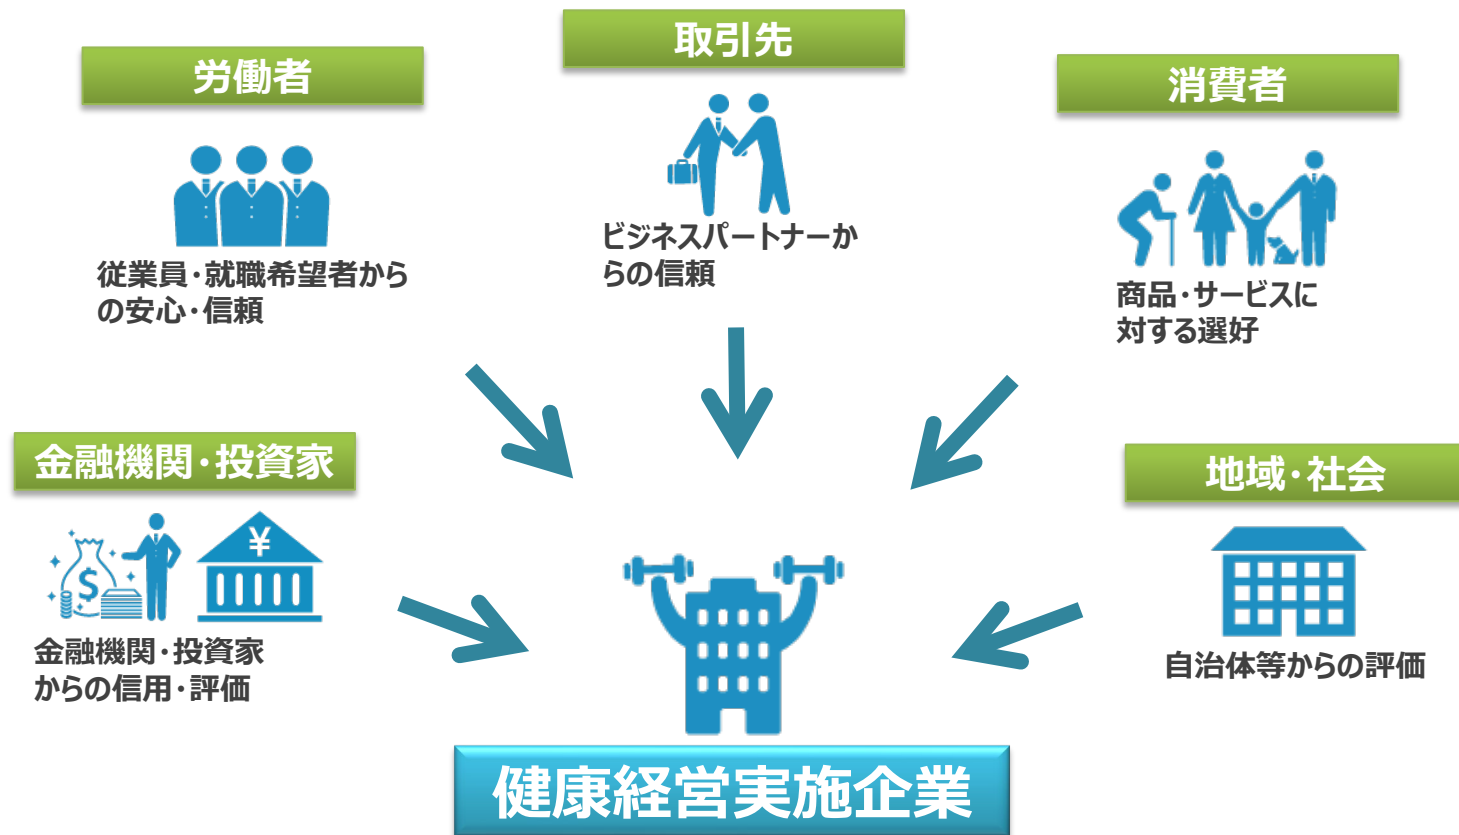 取引先
労働者
消費者
ビジネスパートナーか
らの信頼
従業員・就職希望者から
の安心・信頼
商品・サービスに
対する選好
金融機関・投資家
地域・社会
¥
$
金融機関・投資家
からの信用・評価
自治体等からの評価
健康経営実施企業